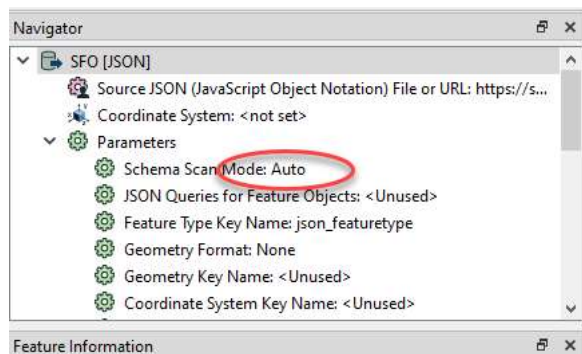 Navigator
SFO [JSON]
Source JSON (JavaScript Object Notation) File or URL: https://s...
Coordinate System: <not set>
Parameters
Schema Scan Mode: Auto
JSON Queries for Feature Objects: <Unused>
Feature Type Key Name: json_featuretype
Geometry Format: None
Geometry Key Name: <Unused>
Coordinate System Key Name: <Unused>
Feature Information